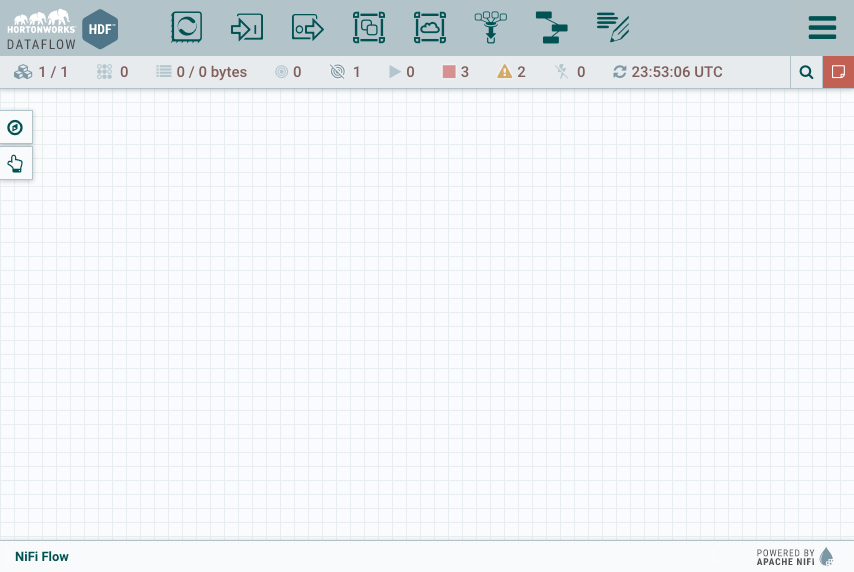 HORTONWORKS
DATAFLOW
HDF
1 / 1
0
0 / 0 bytes
0
1
0
3
2
0
23:53:06 UTC
NiFi Flow
POWERED BY
APACHE NIFI